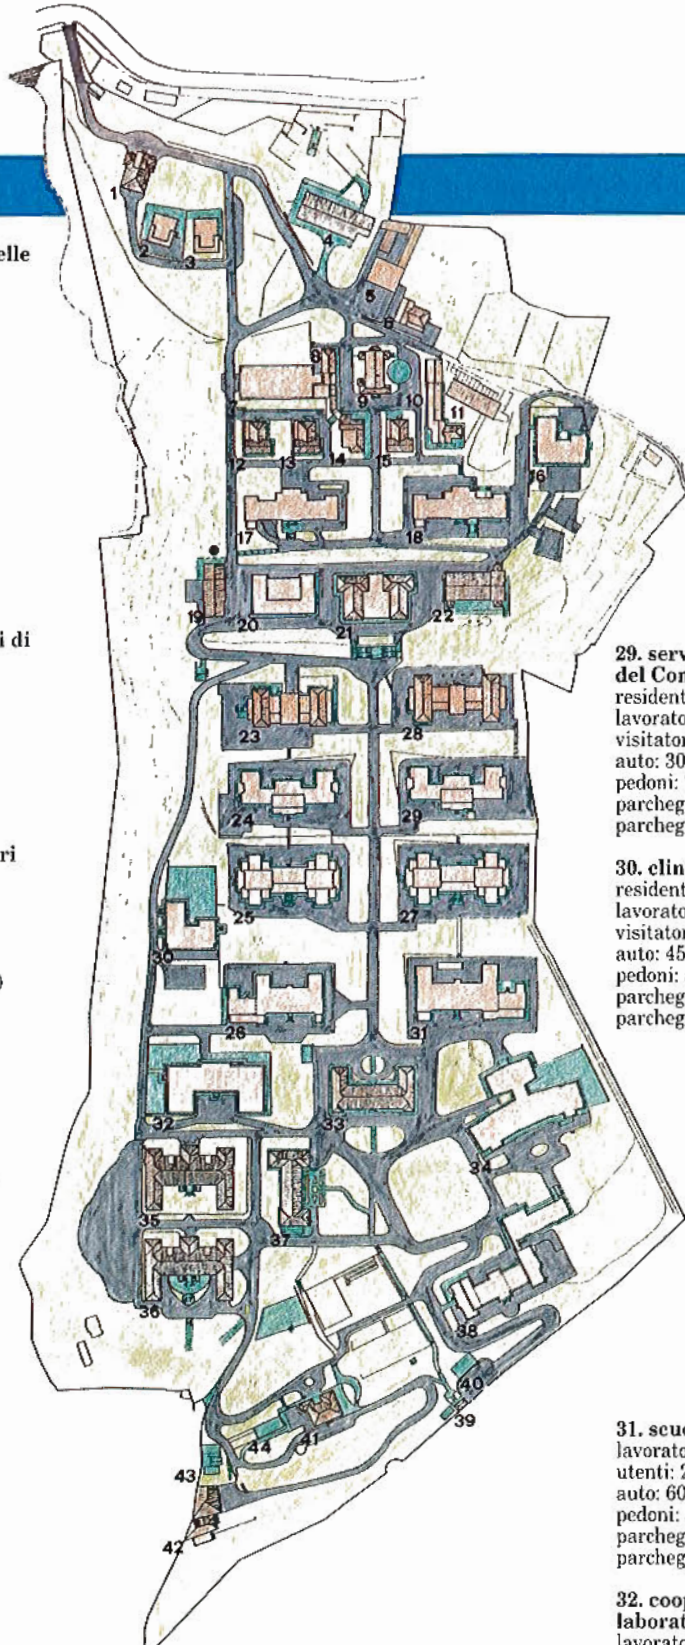 1
2
3
4
elle
5
6
8
9
10
11
7
12
13
14
15
16
17
18
19
20
21
22
i di
29. serv
del Con
resident
lavorato
visitator
auto: 30
pedoni:
parcheg
parcheg
23
28
24
29
ri
25
27
30. clin
resident
lavorato
visitator
auto: 45
pedoni:
parcheg
parcheg
30
)
26
31
32
33
34
35
37
36
38
40
39
41
44
43
42
31. scuo
lavorato
utenti: 2
auto: 60
pedoni:
parcheg
parcheg
32. coop
laborat
lavorato